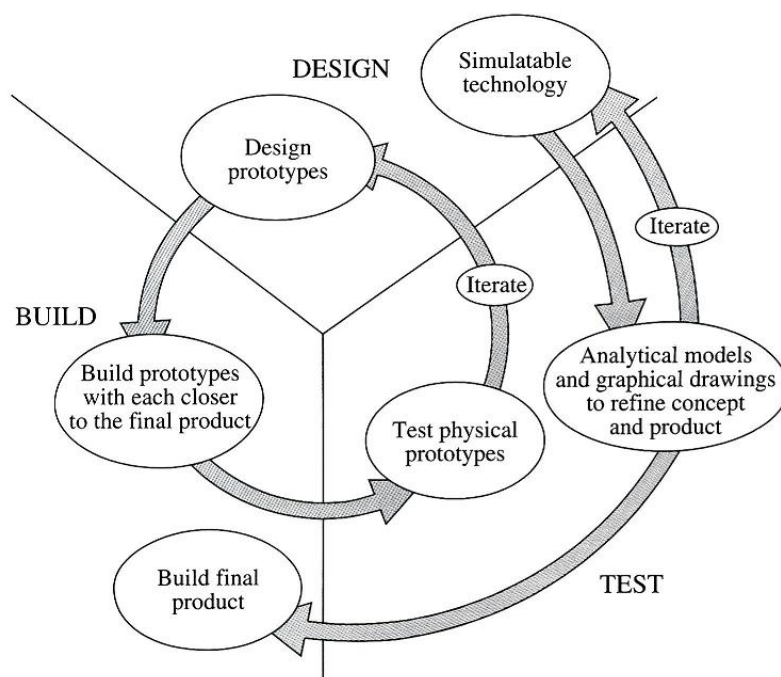 DESIGN
Simulatable
technology
Design
prototypes
Iterate
Iterate
BUILD
Build prototypes
with each closer
to the final product
Test physical
prototypes
Analytical models
and graphical drawings
to refine concept
and product
Build final
product
TEST